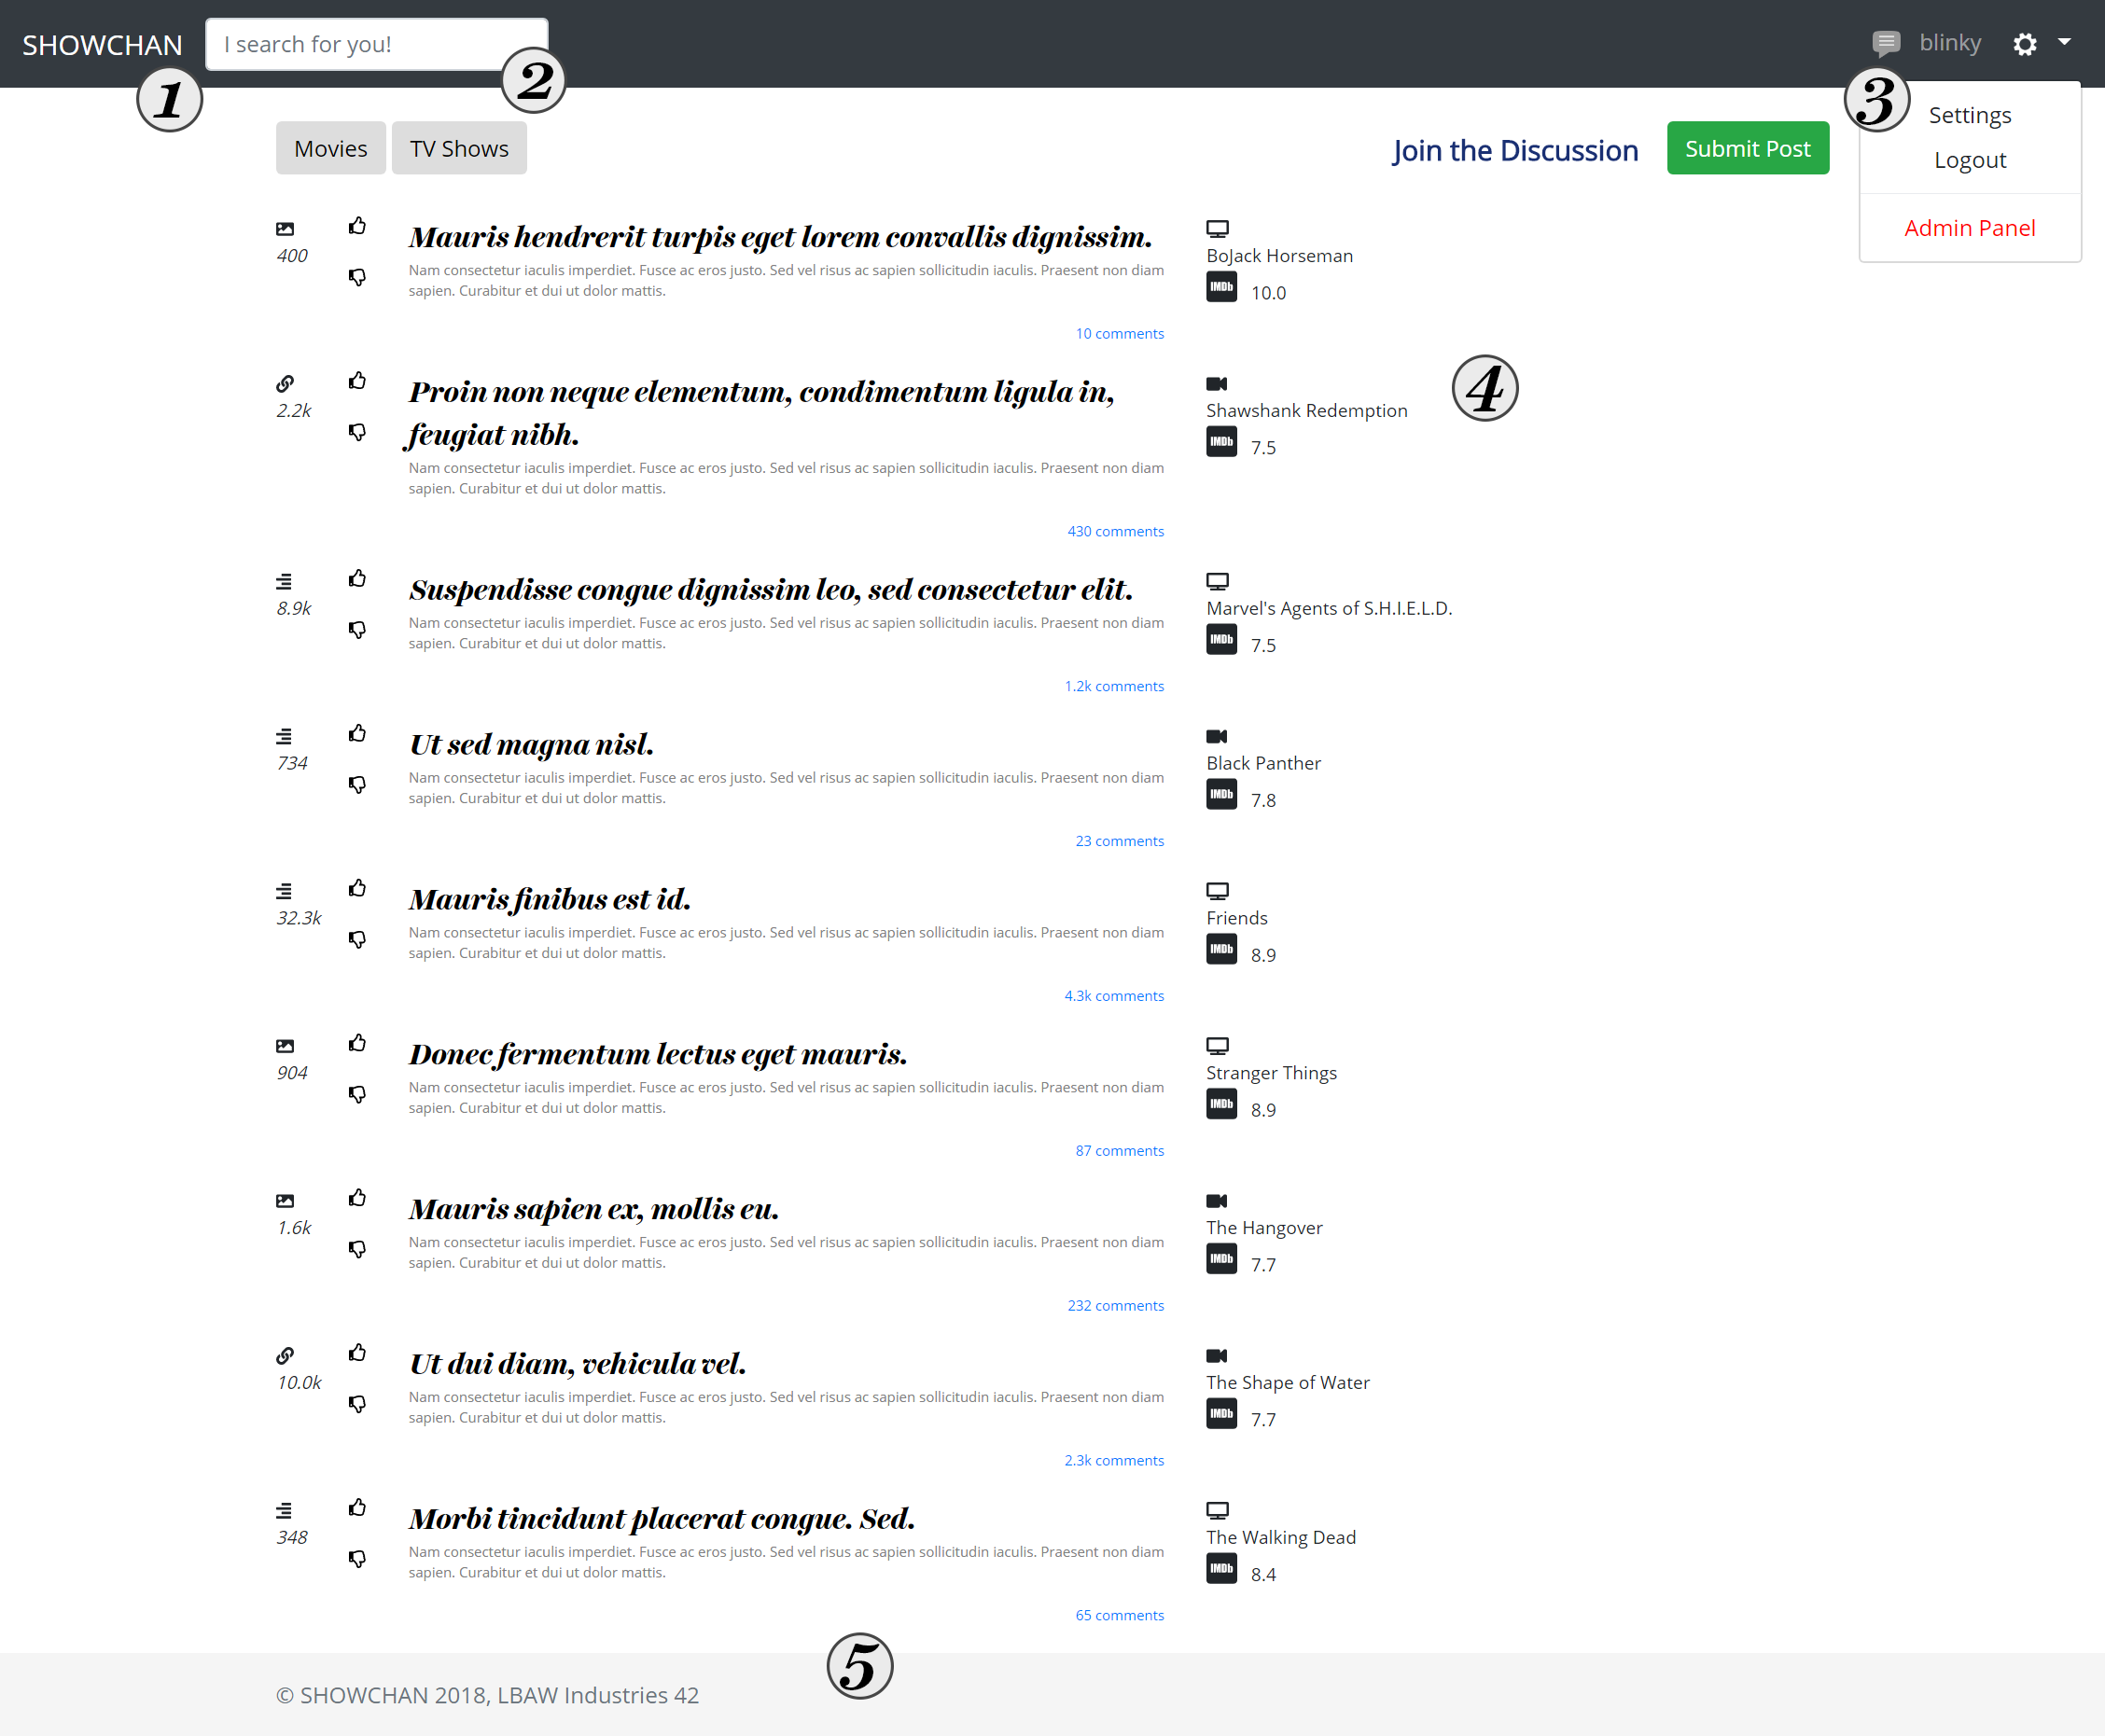 SHOWCHAN
I search for you!
blinky
1
2
3
Settings
Logout
Admin Panel
Movies
TV Shows
Join the Discussion
Submit Post
400
Mauris hendrerit turpis eget lorem convallis dignissim.
Nam consectetur iaculis imperdiet. Fusce ac eros justo. Sed vel risus ac sapien sollicitudin iaculis. Praesent non diam
sapien. Curabitur et dui ut dolor mattis.
10 comments
BoJack Horseman
IMDb 10.0
2.2k
Proin non neque elementum, condimentum ligula in,
feugiat nibh.
Nam consectetur iaculis imperdiet. Fusce ac eros justo. Sed vel risus ac sapien sollicitudin iaculis. Praesent non diam
sapien. Curabitur et dui ut dolor mattis.
430 comments
Shawshank Redemption
IMDb 7.5
4
8.9k
Suspendisse congue dignissim leo, sed consectetur elit.
Nam consectetur iaculis imperdiet. Fusce ac eros justo. Sed vel risus ac sapien sollicitudin iaculis. Praesent non diam
sapien. Curabitur et dui ut dolor mattis.
1.2k comments
Marvel's Agents of S.H.I.E.L.D.
IMDb 7.5
734
Ut sed magna nisl.
Nam consectetur iaculis imperdiet. Fusce ac eros justo. Sed vel risus ac sapien sollicitudin iaculis. Praesent non diam
sapien. Curabitur et dui ut dolor mattis.
23 comments
Black Panther
IMDb 7.8
32.3k
Mauris finibus est id.
Nam consectetur iaculis imperdiet. Fusce ac eros justo. Sed vel risus ac sapien sollicitudin iaculis. Praesent non diam
sapien. Curabitur et dui ut dolor mattis.
4.3k comments
Friends
IMDb 8.9
904
Donec fermentum lectus eget mauris.
Nam consectetur iaculis imperdiet. Fusce ac eros justo. Sed vel risus ac sapien sollicitudin iaculis. Praesent non diam
sapien. Curabitur et dui ut dolor mattis.
87 comments
Stranger Things
IMDb 8.9
1.6k
Mauris sapien ex, mollis eu.
Nam consectetur iaculis imperdiet. Fusce ac eros justo. Sed vel risus ac sapien sollicitudin iaculis. Praesent non diam
sapien. Curabitur et dui ut dolor mattis.
232 comments
The Hangover
IMDb 7.7
10.0k
Ut dui diam, vehicula vel.
Nam consectetur iaculis imperdiet. Fusce ac eros justo. Sed vel risus ac sapien sollicitudin iaculis. Praesent non diam
sapien. Curabitur et dui ut dolor mattis.
2.3k comments
The Shape of Water
IMDb 7.7
348
Morbi tincidunt placerat congue. Sed.
Nam consectetur iaculis imperdiet. Fusce ac eros justo. Sed vel risus ac sapien sollicitudin iaculis. Praesent non diam
sapien. Curabitur et dui ut dolor mattis.
65 comments
The Walking Dead
IMDb 8.4
5
© SHOWCHAN 2018, LBAW Industries 42